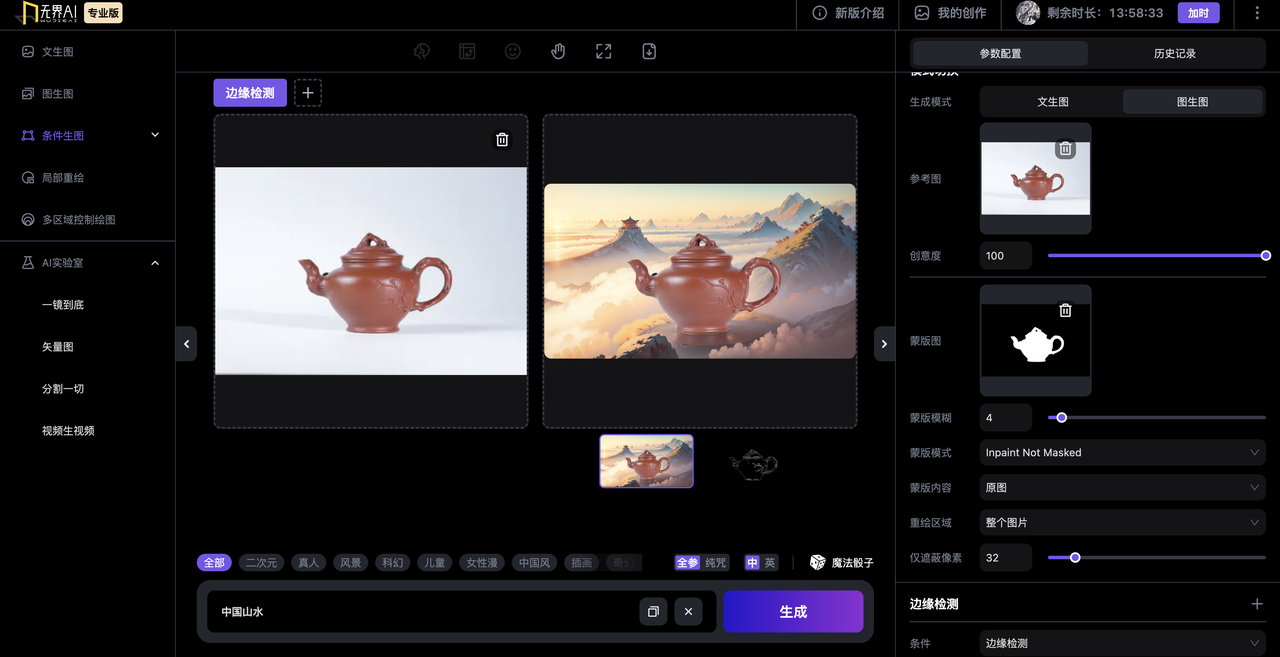 无界AI
专业版
新版介绍
我的创作
剩余时长：13:58:33
加时
文生图
图生图
条件生图
局部重绘
多区域控制绘图
AI实验室
一镜到底
矢量图
分割一切
视频生视频
边缘检测
全部
二次元
真人
风景
科幻
儿童
女性漫
中国风
插画
奇幻
全参
纯咒
中
英
魔法骰子
中国山水
生成
参数配置
历史记录
模式切换
生成模式
文生图
图生图
参考图
创意度
100
蒙版图
蒙版模糊
4
蒙版模式
Inpaint Not Masked
蒙版内容
原图
重绘区域
整个图片
仅遮蔽像素
32
边缘检测
条件
边缘检测